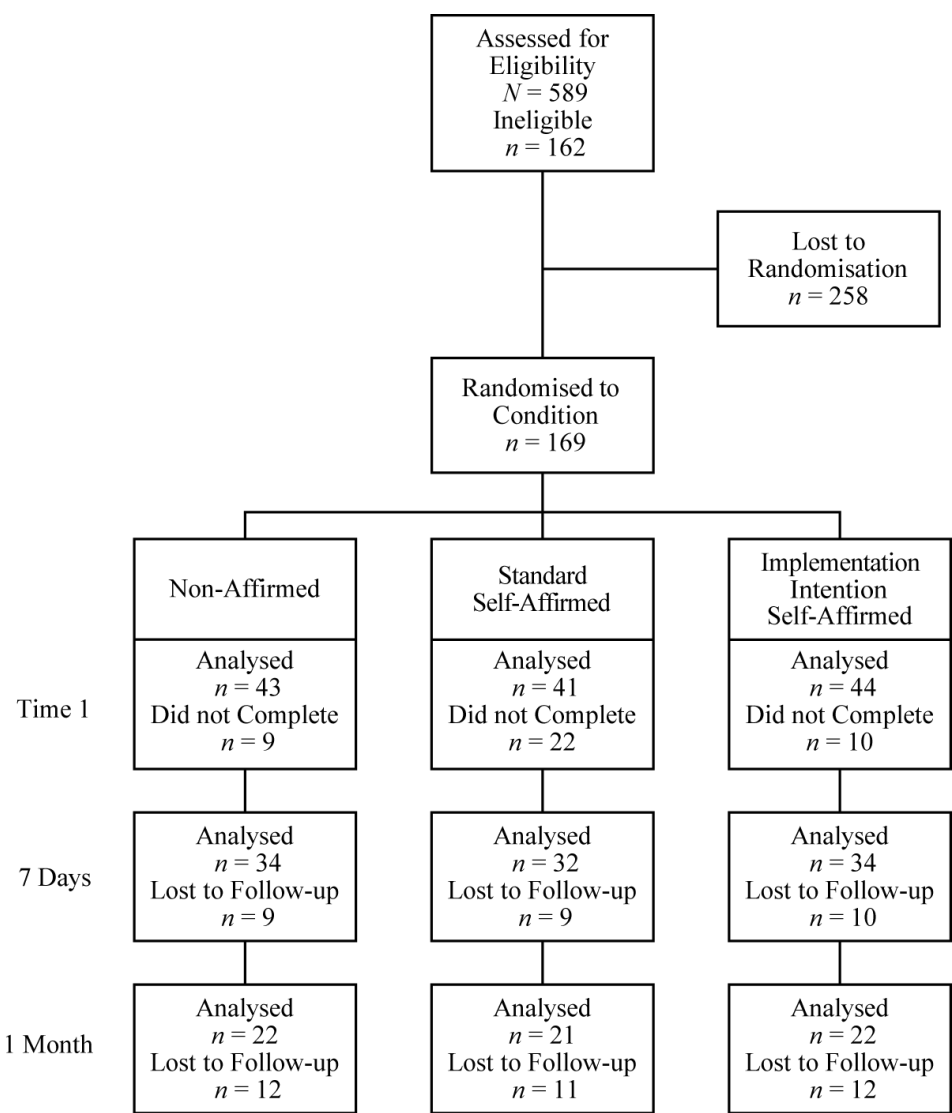 Assessed for
Eligibility
N = 589
Ineligible
n = 162
Lost to
Randomisation
n = 258
Randomised to
Condition
n = 169
Non-Affirmed
Standard
Self-Affirmed
Implementation
Intention
Self-Affirmed
Time 1
Analysed
n = 43
Did not Complete
n = 9
Analysed
n = 41
Did not Complete
n = 22
Analysed
n = 44
Did not Complete
n = 10
7 Days
Analysed
n = 34
Lost to Follow-up
n = 9
Analysed
n = 32
Lost to Follow-up
n = 9
Analysed
n = 34
Lost to Follow-up
n = 10
1 Month
Analysed
n = 22
Lost to Follow-up
n = 12
Analysed
n = 21
Lost to Follow-up
n = 11
Analysed
n = 22
Lost to Follow-up
n = 12